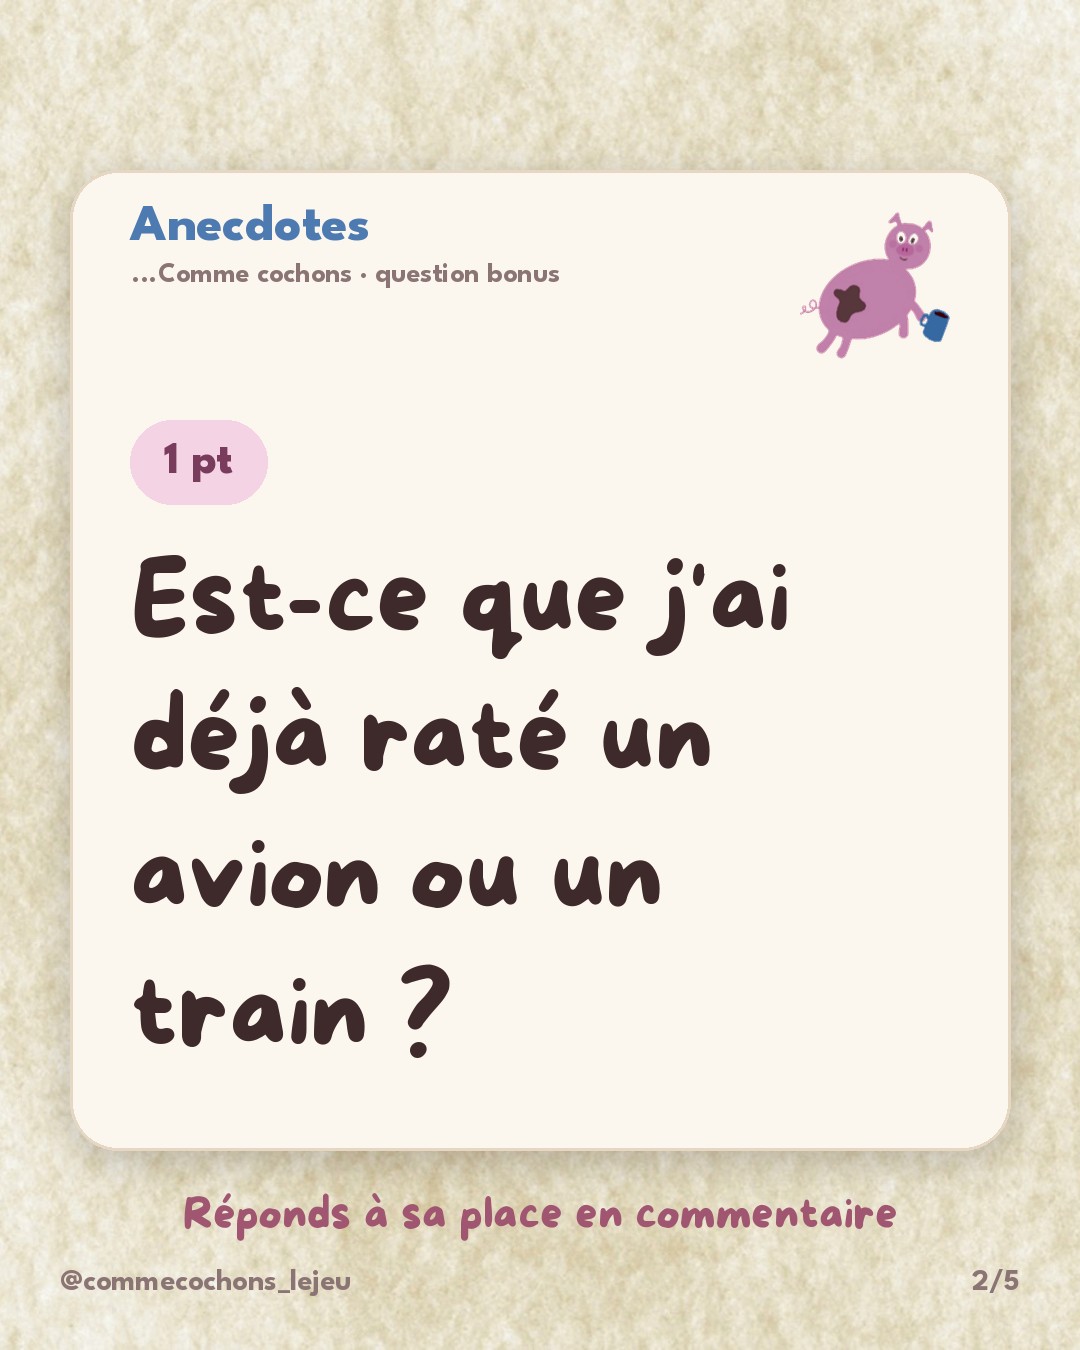 Anecdotes
...Comme cochons · question bonus
1 pt
Est-ce que j'ai
déjà raté un
avion ou un
train ?
Réponds à sa place en commentaire
@commecochons_lejeu
2/5